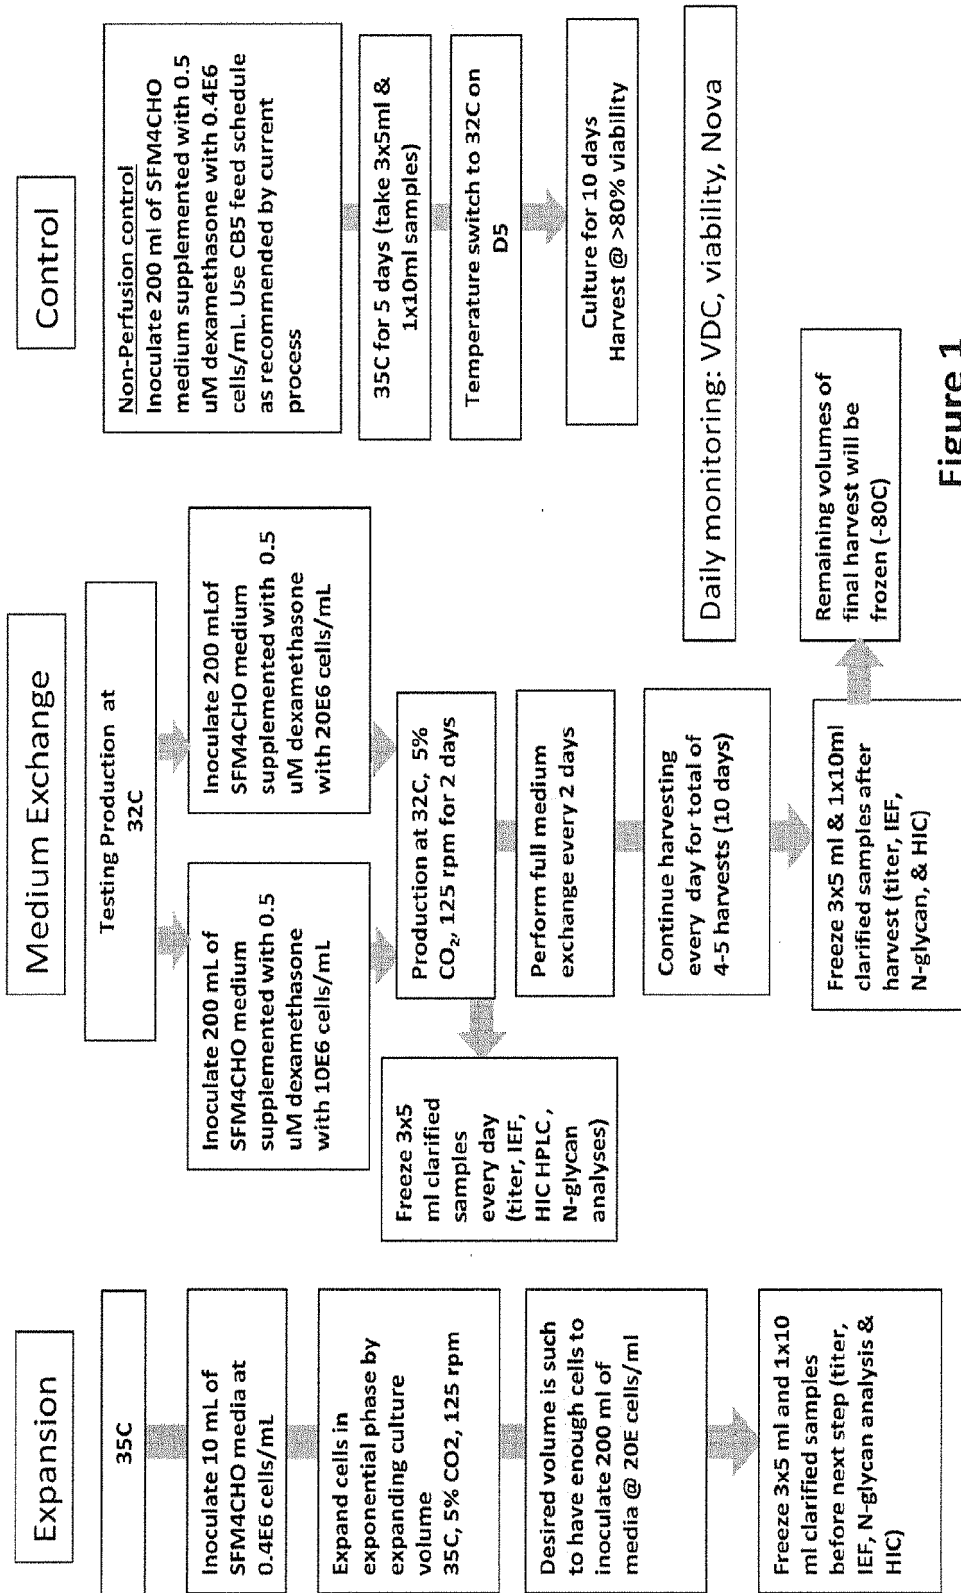 Expansion
35C
Inoculate 10 mL of
SFM4CHO media at
0.4E6 cells/mL
Expand cells in
exponential phase by
expanding culture
volume
35C, 5% CO2, 125 rpm
Desired volume is such
to have enough cells to
inoculate 200 ml of
media @ 20E cells/ml
Freeze 3x5 ml and 1x10
ml clarified samples
before next step (titer,
IEF, N-glycan analysis &
HIC)
Medium Exchange
Testing Production at
32C
Inoculate 200 mL of
SFM4CHO medium
supplemented with 0.5
uM dexamethasone
with 10E6 cells/mL
Inoculate 200 mLof
SFM4CHO medium
supplemented with 0.5
uM dexamethasone
with 20E6 cells/mL
Production at 32C, 5%
CO₂, 125 rpm for 2 days
Freeze 3x5
ml clarified
samples
every day
(titer, IEF,
HIC HPLC,
N-glycan
analyses)
Perform full medium
exchange every 2 days
Continue harvesting
every day for total of
4-5 harvests (10 days)
Freeze 3x5 ml & 1x10ml
clarified samples after
harvest (titer, IEF,
N-glycan, & HIC)
Remaining volumes of
final harvest will be
frozen (-80C)
Control
Non-Perfusion control
Inoculate 200 ml of SFM4CHO
medium supplemented with 0.5
uM dexamethasone with 0.4E6
cells/mL. Use CB5 feed schedule
as recommended by current
process
35C for 5 days (take 3x5ml &
1x10ml samples)
Temperature switch to 32C on
D5
Culture for 10 days
Harvest @ >80% viability
Daily monitoring: VDC, viability, Nova
Figure 1